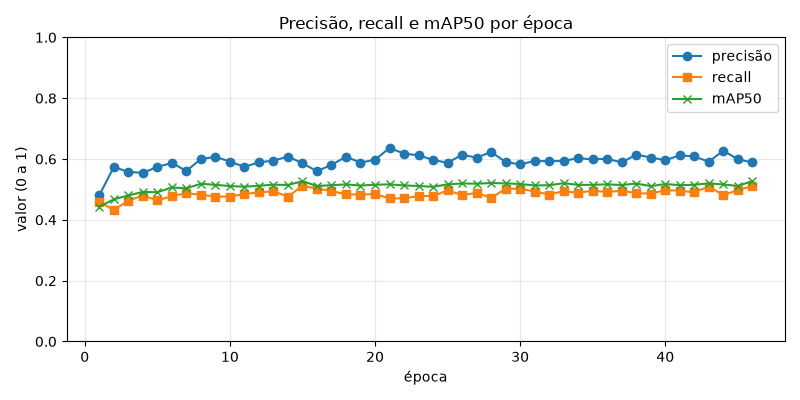 Precisão, recall e mAP50 por época
valor (0 a 1)
1.0
0.8
0.6
0.4
0.2
0.0
0
10
20
30
40
época
precisão
recall
mAP50